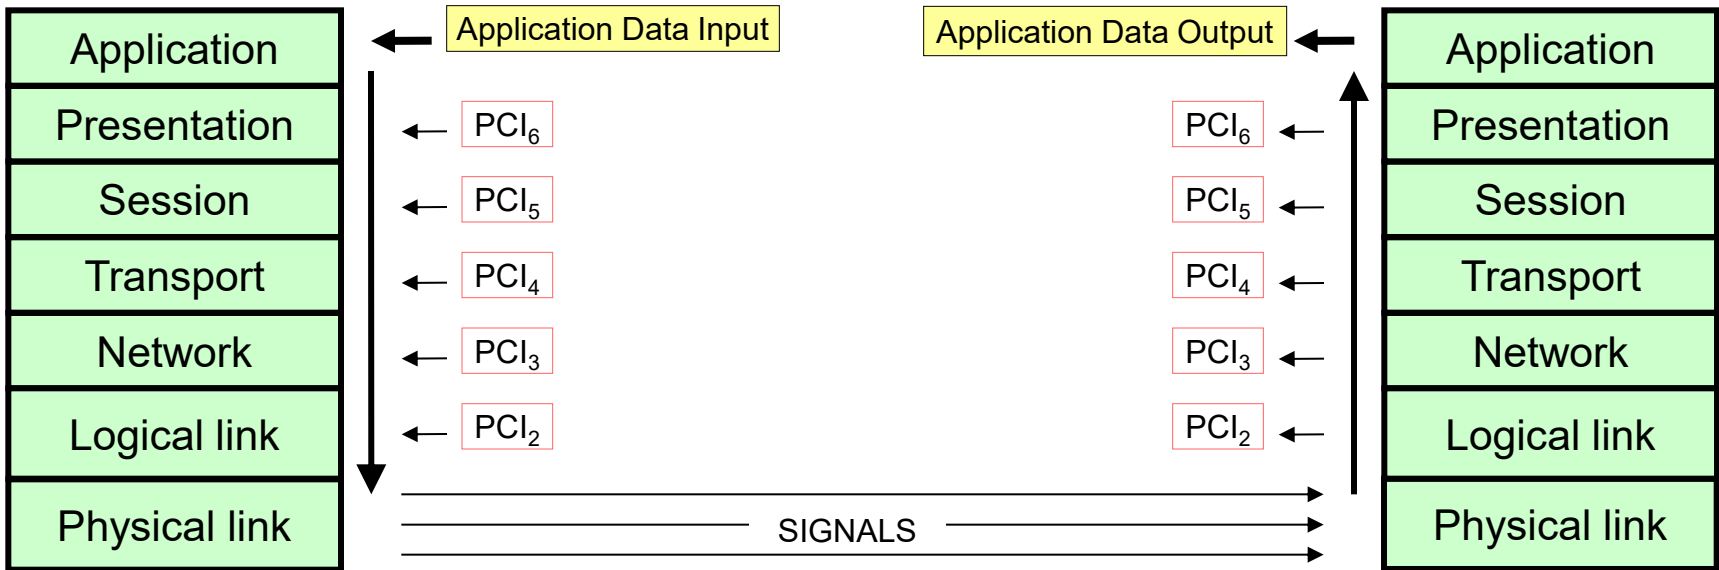 Application Application Data Input Application Data Output Application
Presentation PCI₆ PCI₆ Presentation
Session PCI₅ PCI₅ Session
Transport PCI₄ PCI₄ Transport
Network PCI₃ PCI₃ Network
Logical link PCI₂ PCI₂ Logical link
Physical link SIGNALS Physical link